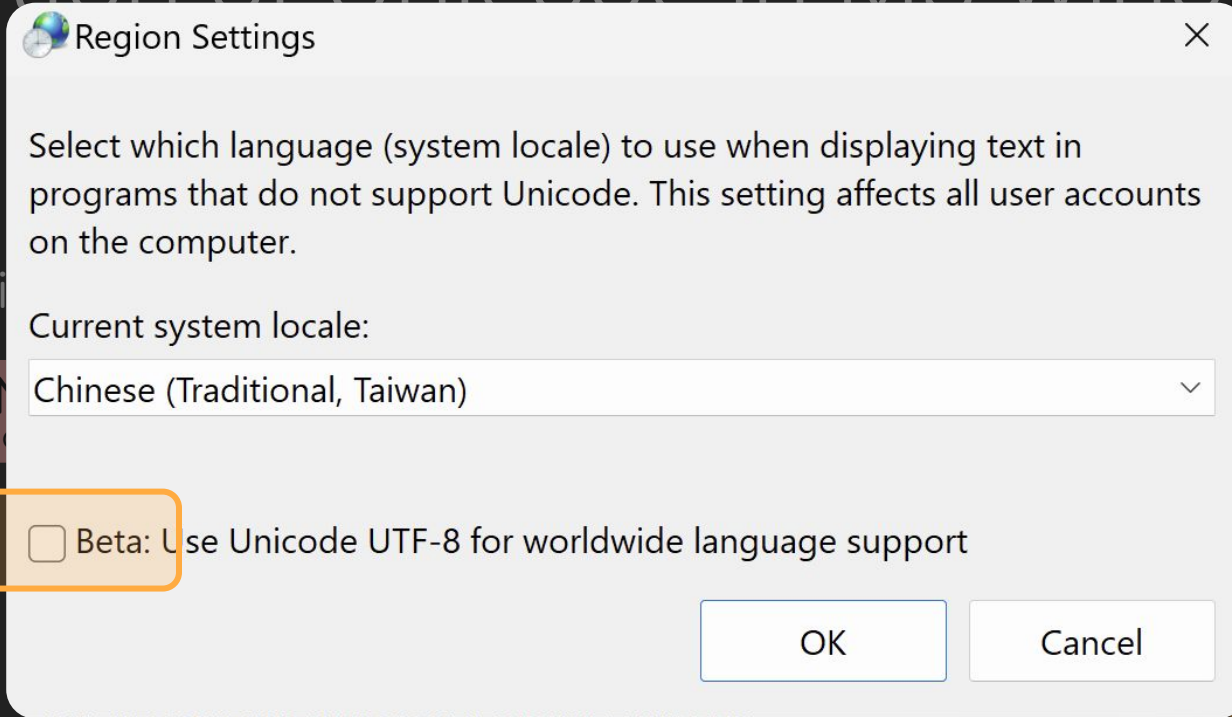 Region Settings
Select which language (system locale) to use when displaying text in
programs that do not support Unicode. This setting affects all user accounts
on the computer.
Current system locale:
Chinese (Traditional, Taiwan)
Beta: Use Unicode UTF-8 for worldwide language support
OK
Cancel